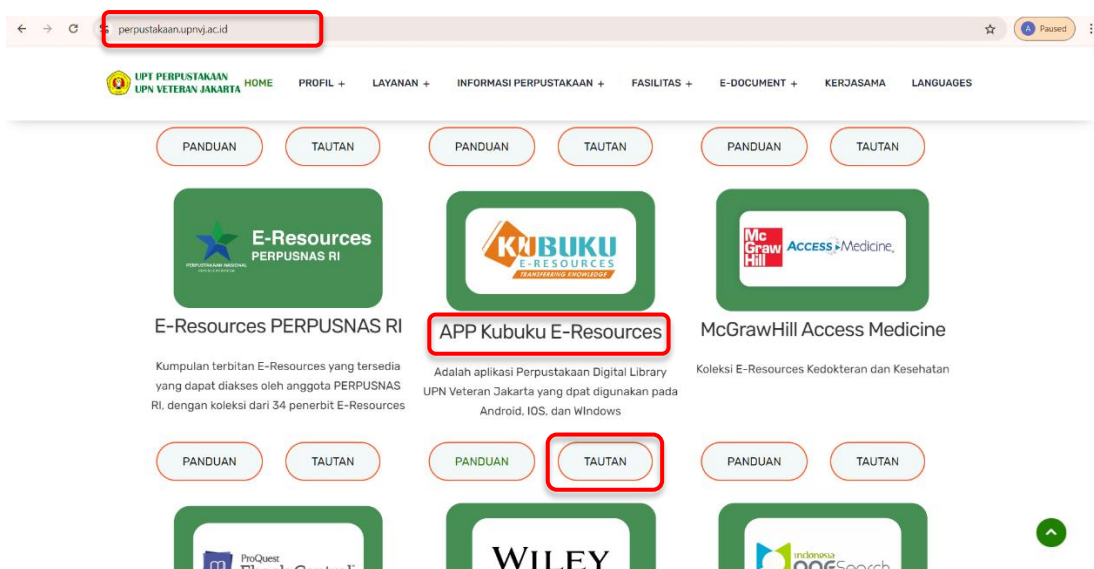 perpustakaan.upnvj.ac.id
A Paused
UPT PERPUSTAKAAN
UPN VETERAN JAKARTA
HOME PROFIL + LAYANAN + INFORMASI PERPUSTAKAAN + FASILITAS + E-DOCUMENT + KERJASAMA LANGUAGES
PANDUAN TAUTAN PANDUAN TAUTAN PANDUAN TAUTAN
E-Resources
PERPUSNAS RI
PERPUSTAKAAN NASIONAL
KUBUKU
E-RESOURCES
TRANSFERRING KNOWLEDGE
Mc
Graw
Hill
ACCESS Medicine
E-Resources PERPUSNAS RI
Kumpulan terbitan E-Resources yang tersedia
yang dapat diakses oleh anggota PERPUSNAS
RI, dengan koleksi dari 34 penerbit E-Resources
APP Kubuku E-Resources
Adalah aplikasi Perpustakaan Digital Library
UPN Veteran Jakarta yang dpat digunakan pada
Android, IOS, dan WIndows
McGrawHill Access Medicine
Koleksi E-Resources Kedokteran dan Kesehatan
PANDUAN TAUTAN PANDUAN TAUTAN PANDUAN TAUTAN
ProQuest
WILEY
indonesia